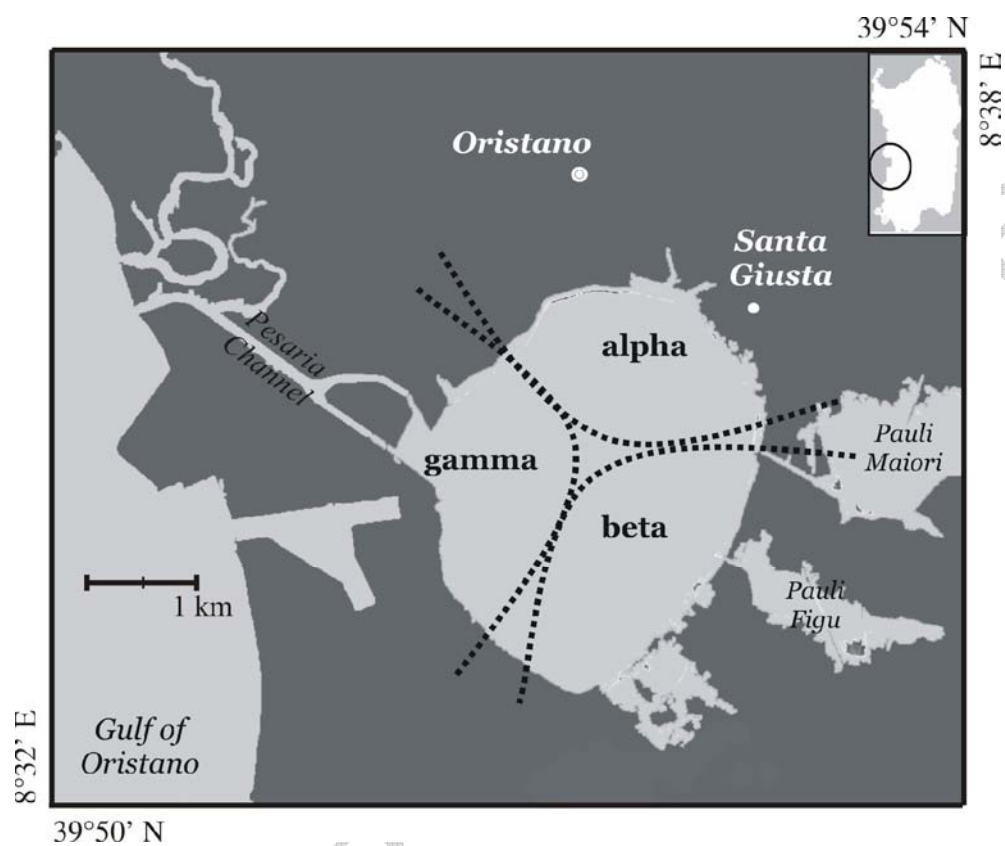 39°54’ N
8°38’ E
Oristano
Santa
Giusta
Pesaria
Channel
alpha
Pauli
Maiori
gamma
beta
1 km
Pauli
Figu
Gulf of
Oristano
8°32’ E
39°50’ N